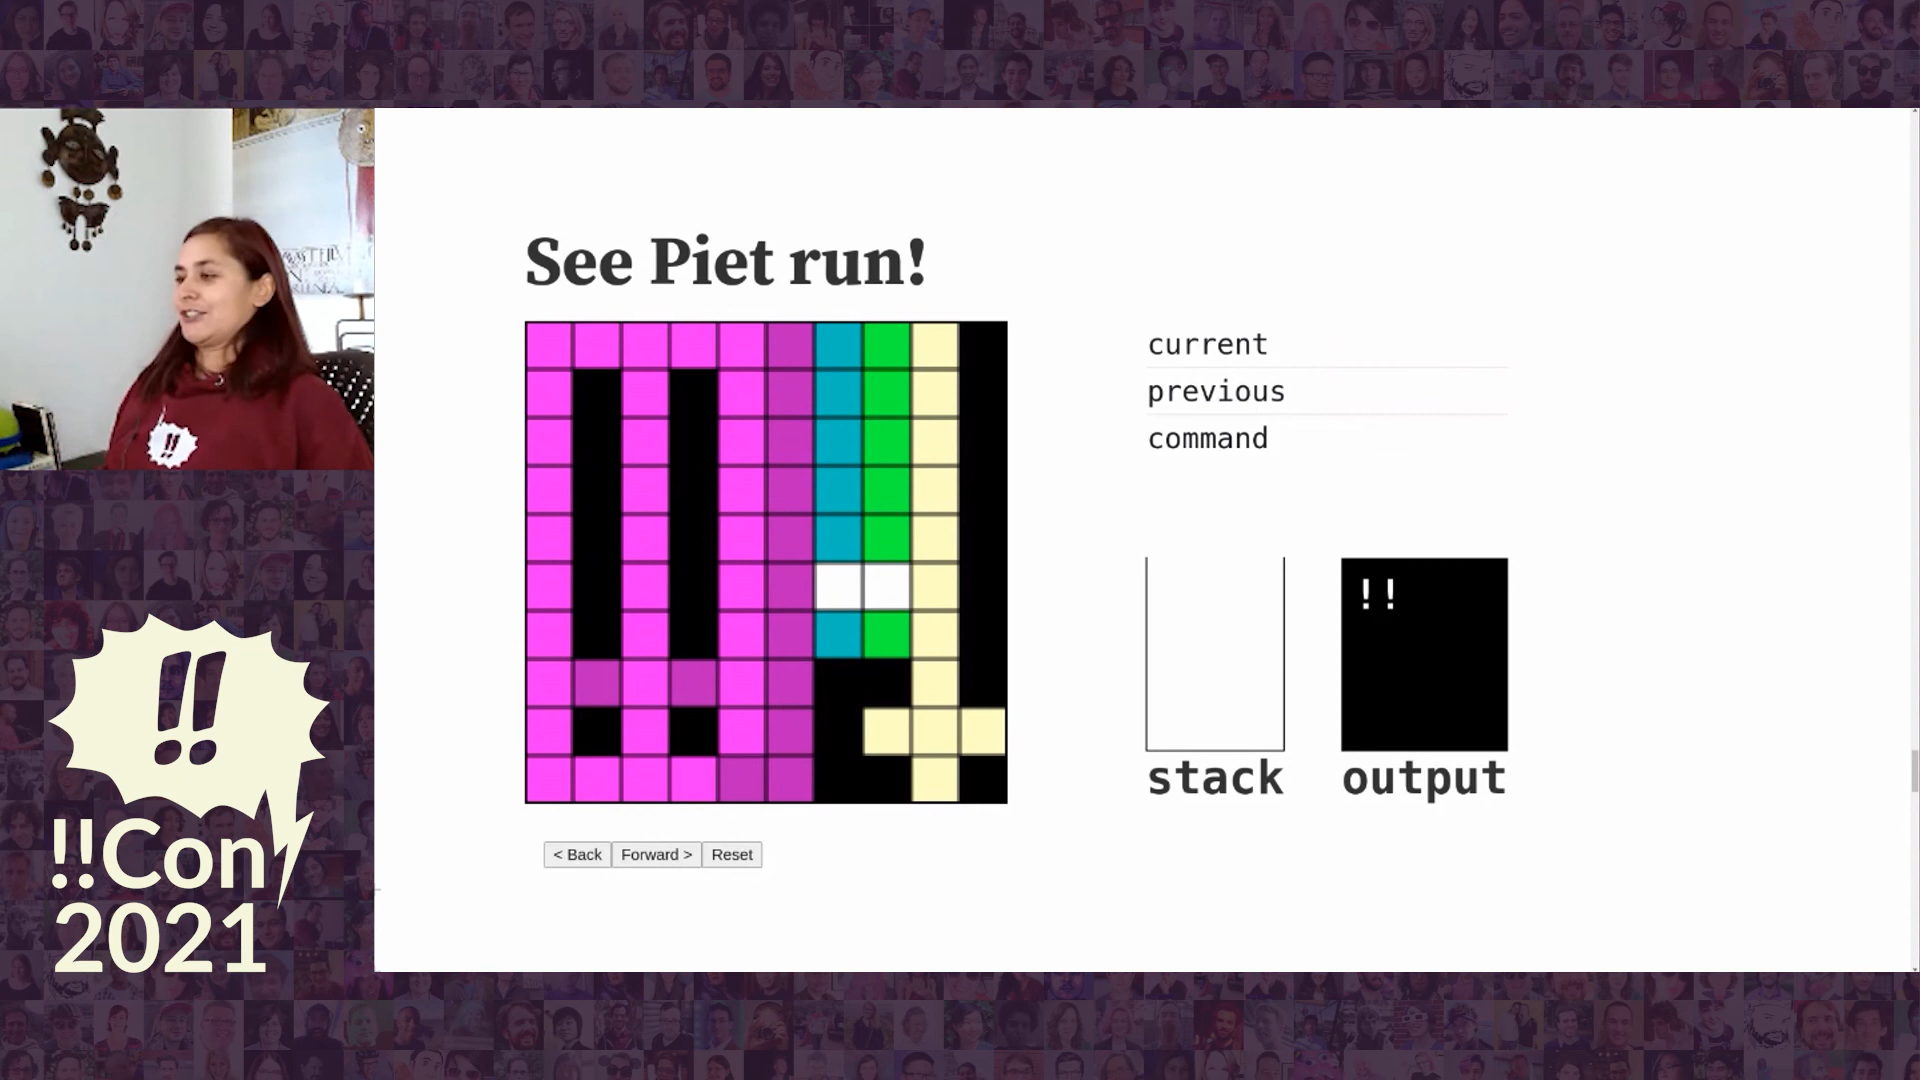 See Piet run!
current
previous
command
!!
stack
output
< Back
Forward >
Reset
!!
!!
!!Con
2021